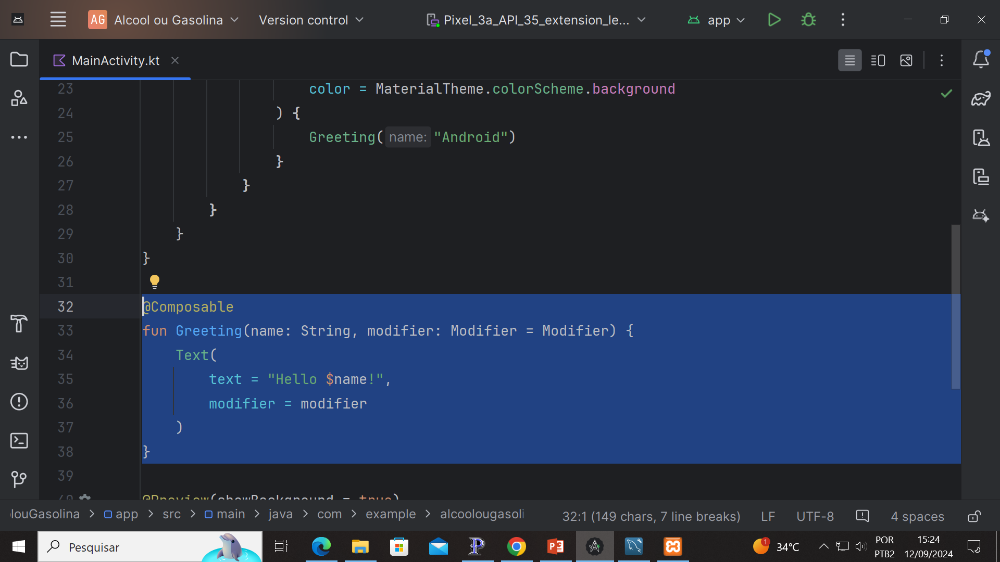 AG Alcool ou Gasolina Version control Pixel_3a_API_35_extension_le... app
MainActivity.kt
23 color = MaterialTheme.colorScheme.background
24 ) {
25 Greeting( name: "Android")
26 }
27 }
28 }
29 }
30 }
31
32 @Composable
33 fun Greeting(name: String, modifier: Modifier = Modifier) {
34 Text(
35 text = "Hello $name!",
36 modifier = modifier
37 )
38 }
39
40 @Preview(showBackground = true)
louGasolina > app > src > main > java > com > example > alcoolougasoli
32:1 (149 chars, 7 line breaks) LF UTF-8 4 spaces
Pesquisar
1 34°C
POR
PTB2
15:24
12/09/2024